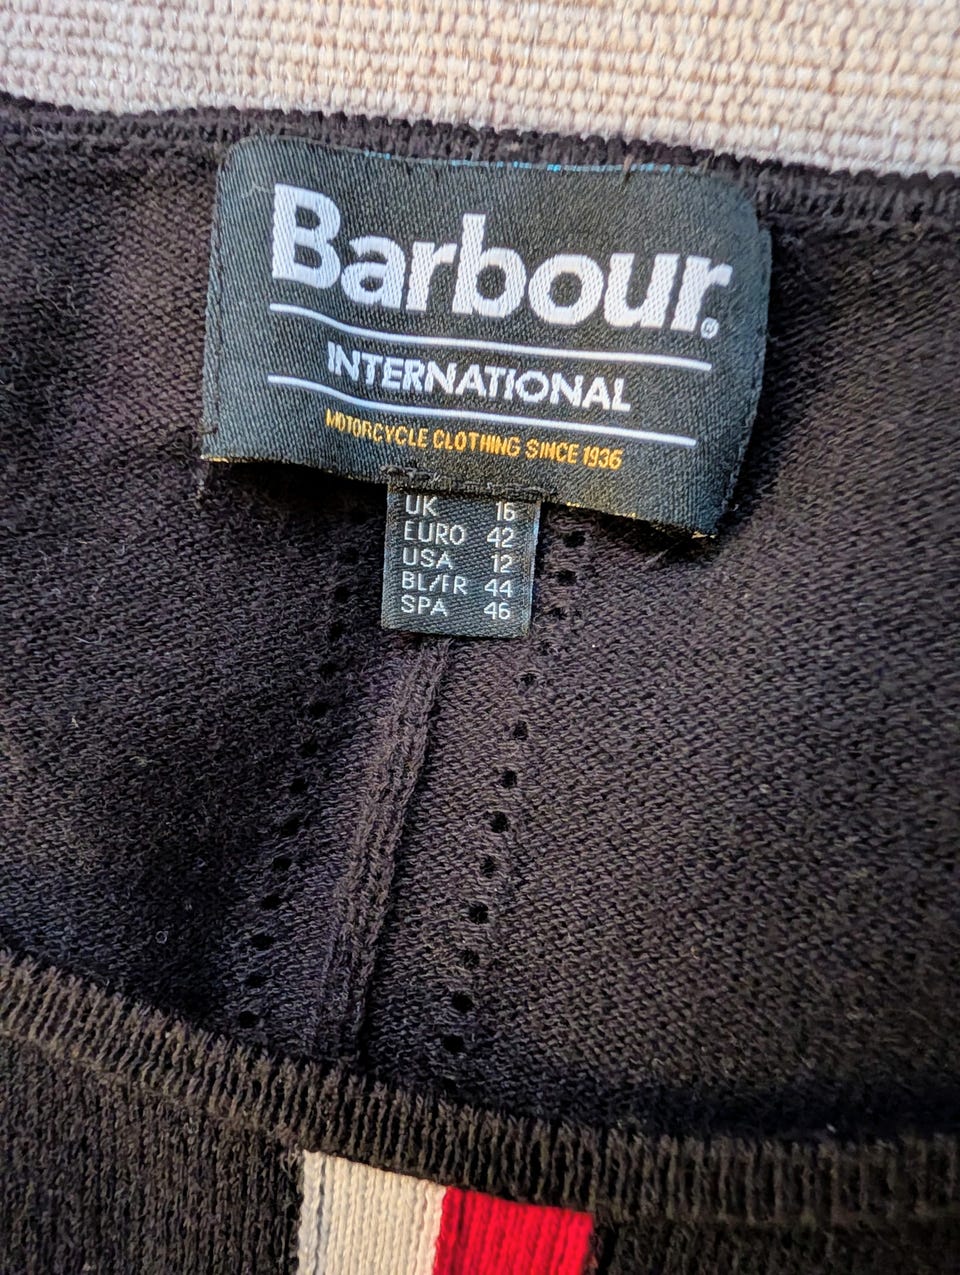 Barbour®
INTERNATIONAL
MOTORCYCLE CLOTHING SINCE 1936
UK 16
EURO 42
USA 12
BL/FR 44
SPA 46